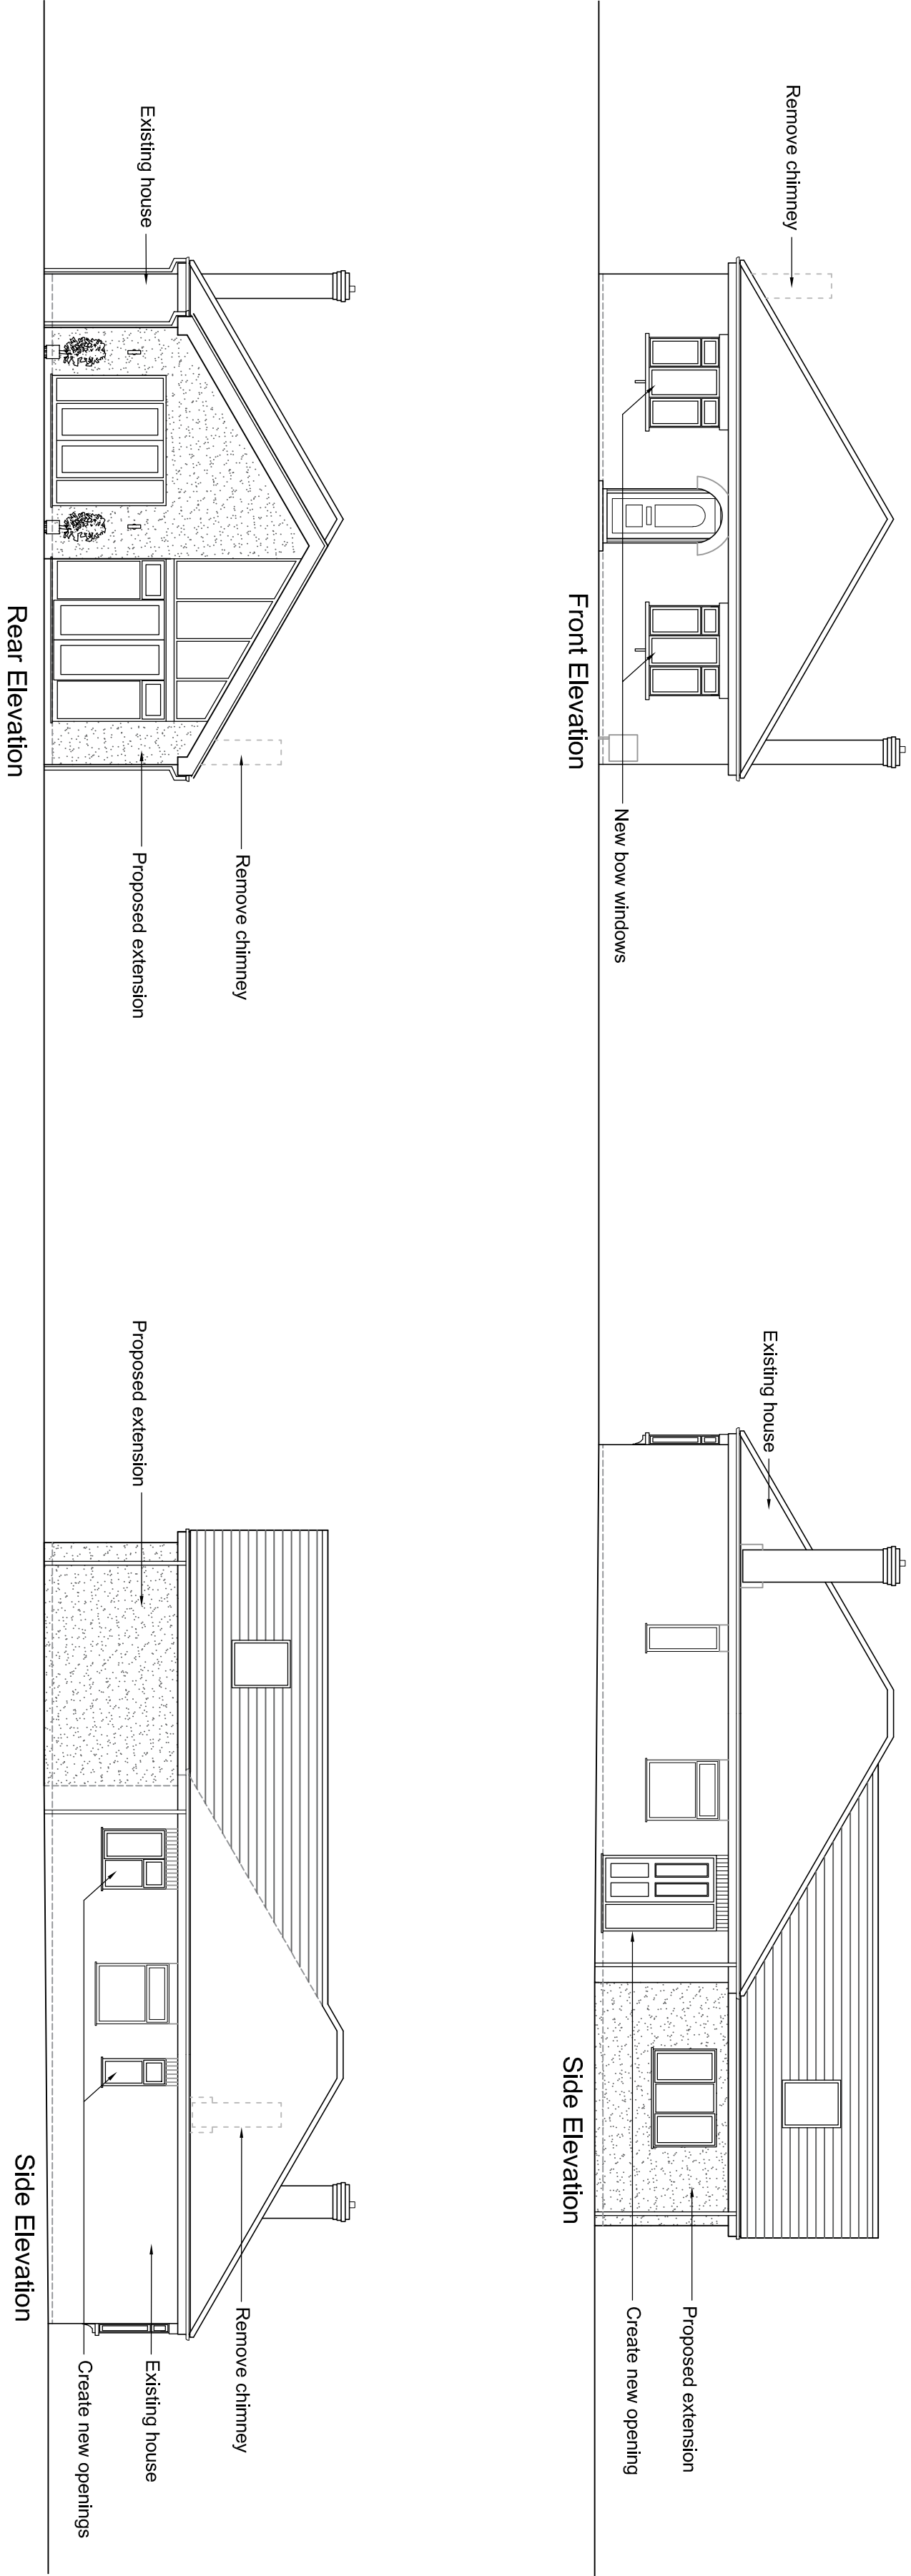 Remove chimney
New bow windows
Front Elevation
Existing house
Create new opening
Proposed extension
Side Elevation
Existing house
Remove chimney
Proposed extension
Rear Elevation
Proposed extension
Remove chimney
Existing house
Create new openings
Side Elevation